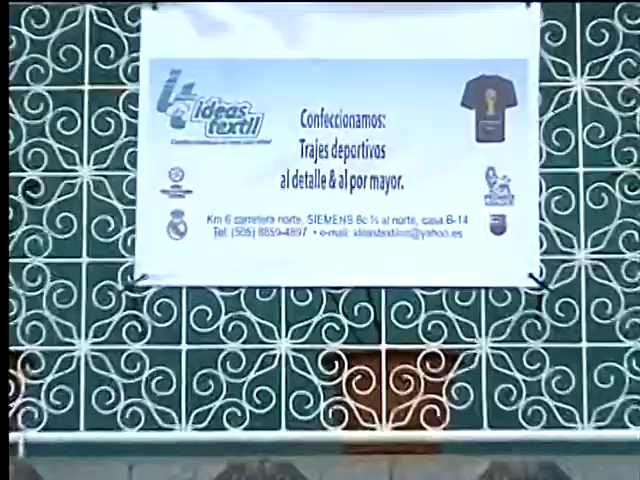 ideas
textil
Confeccionamos:
Trajes deportivos
al detalle & al por mayor.
Km 6 carretera norte, SIEMENS 6c ½ al norte, casa B-14
Tel: (505) 8859-4897 • e-mail: ideastextiles@yahoo.es